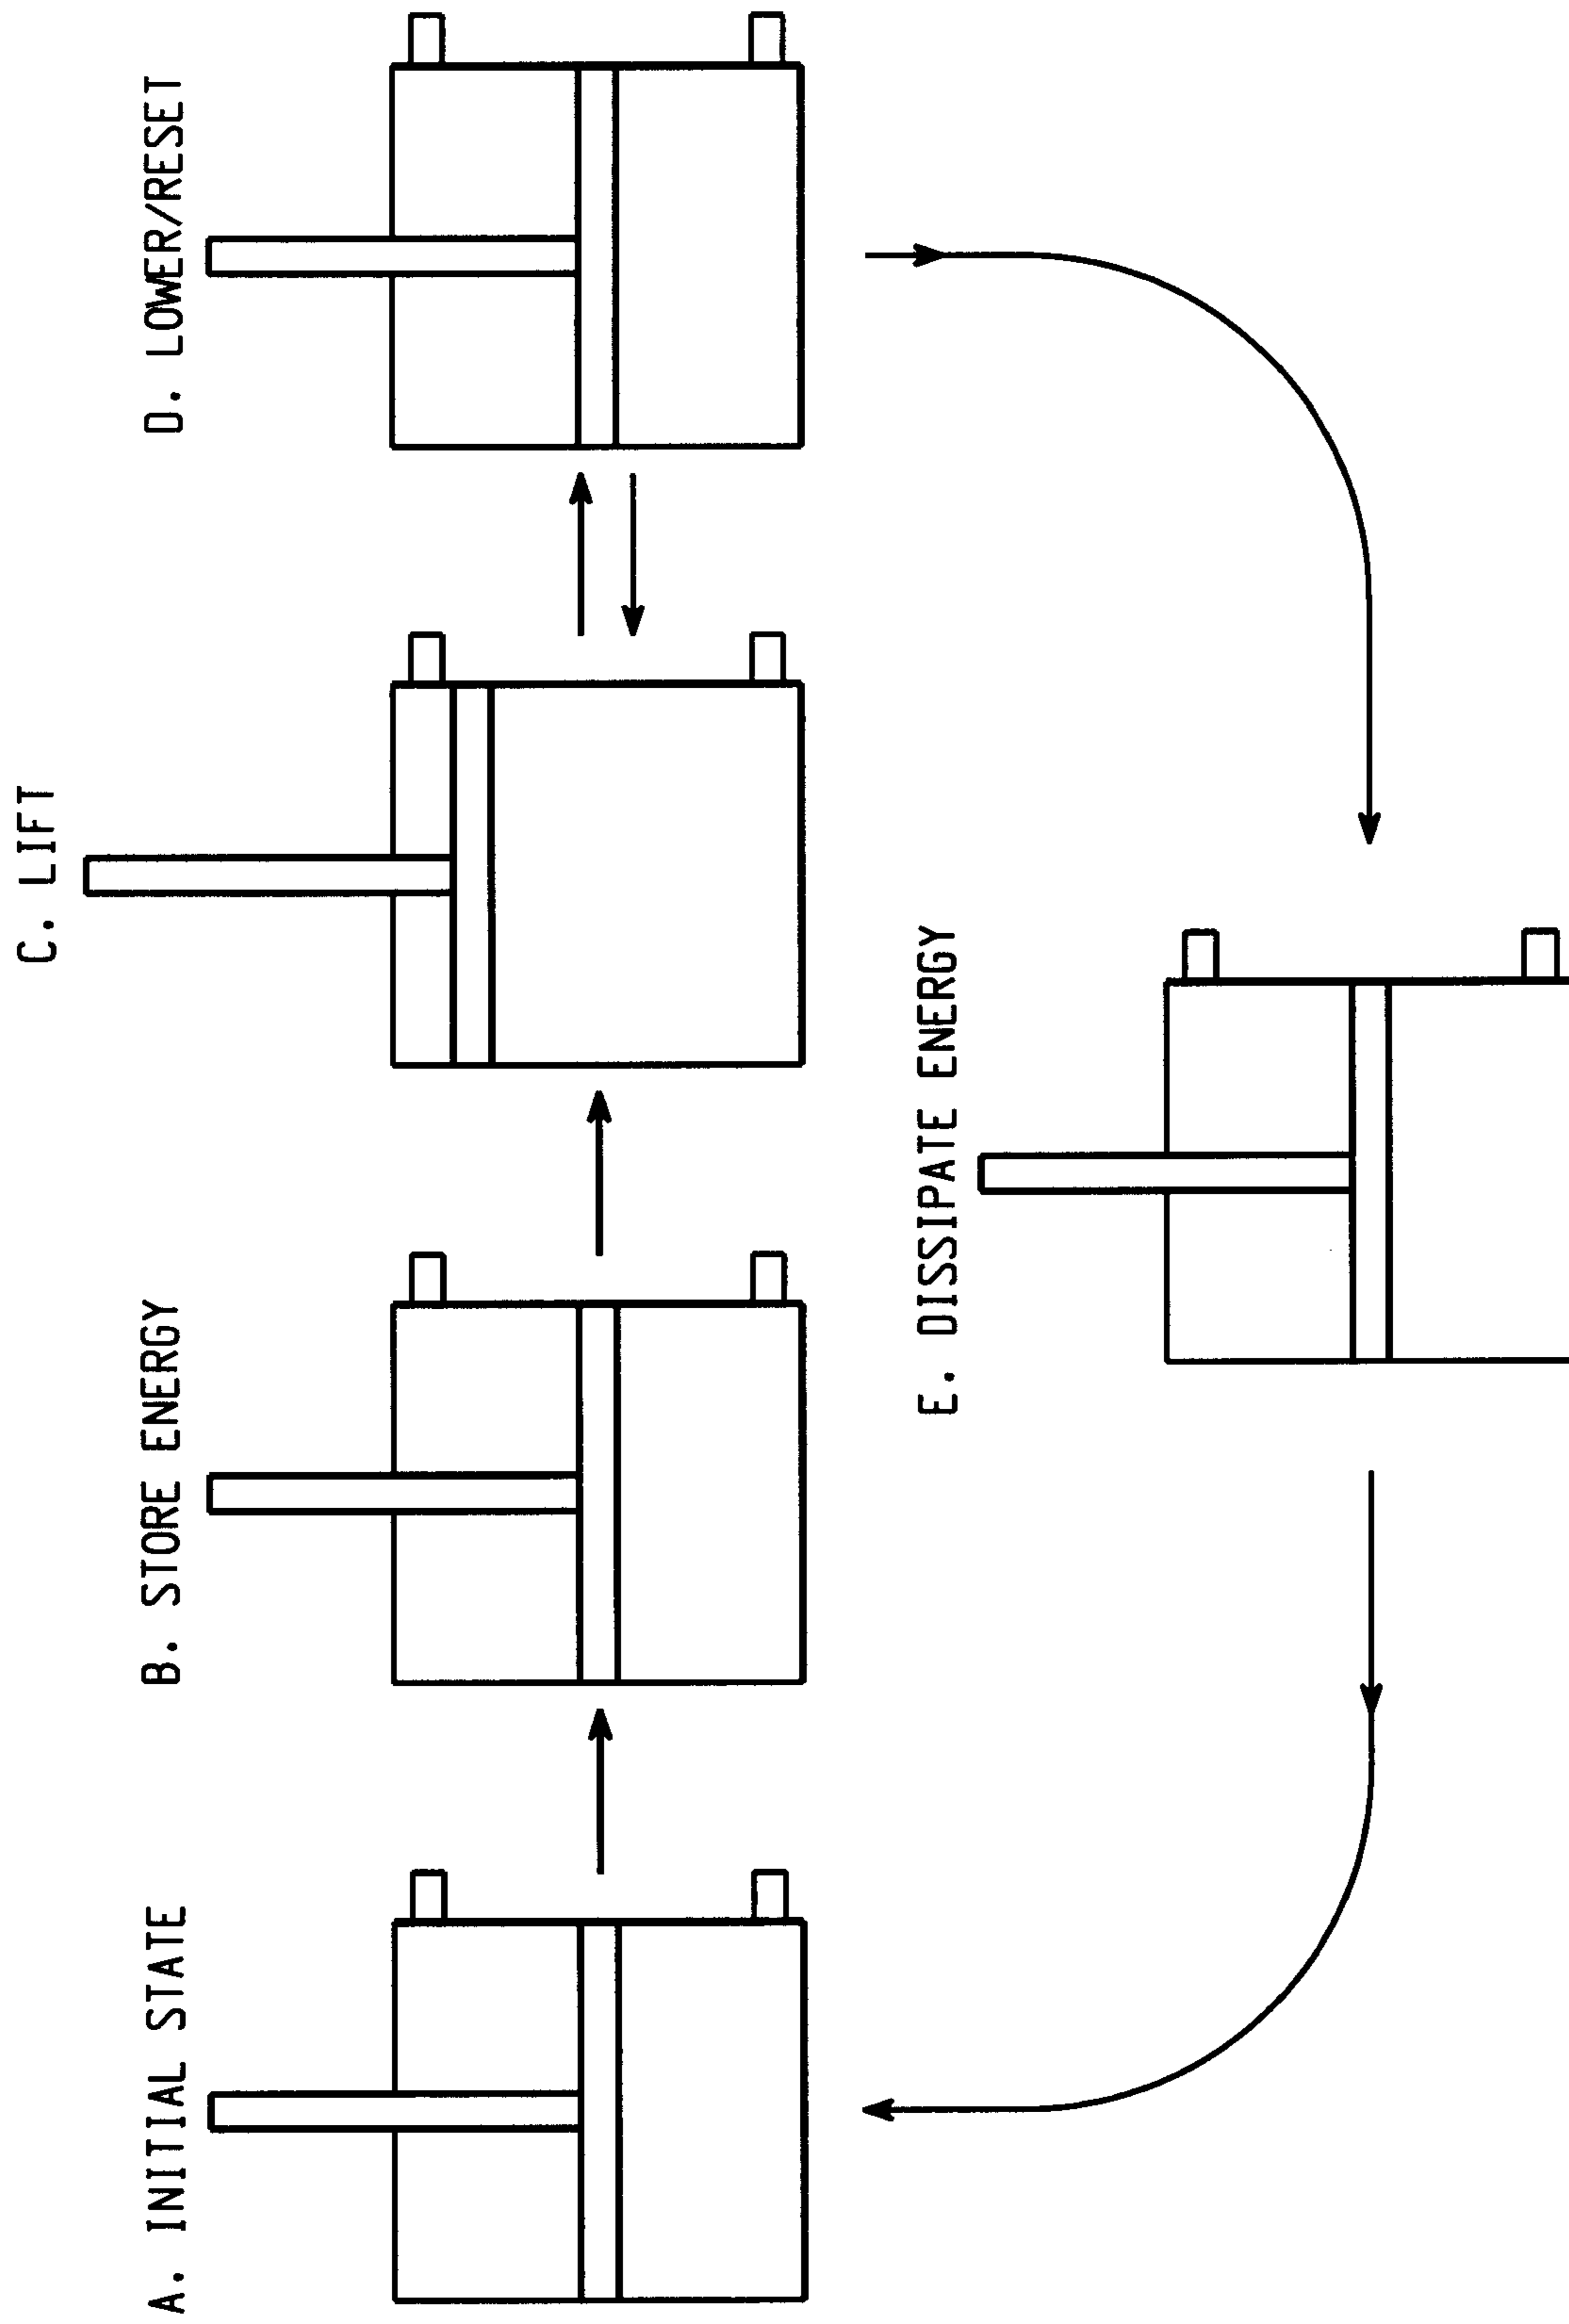 A. INITIAL STATE
B. STORE ENERGY
C. LIFT
D. LOWER/RESET
E. DISSIPATE ENERGY